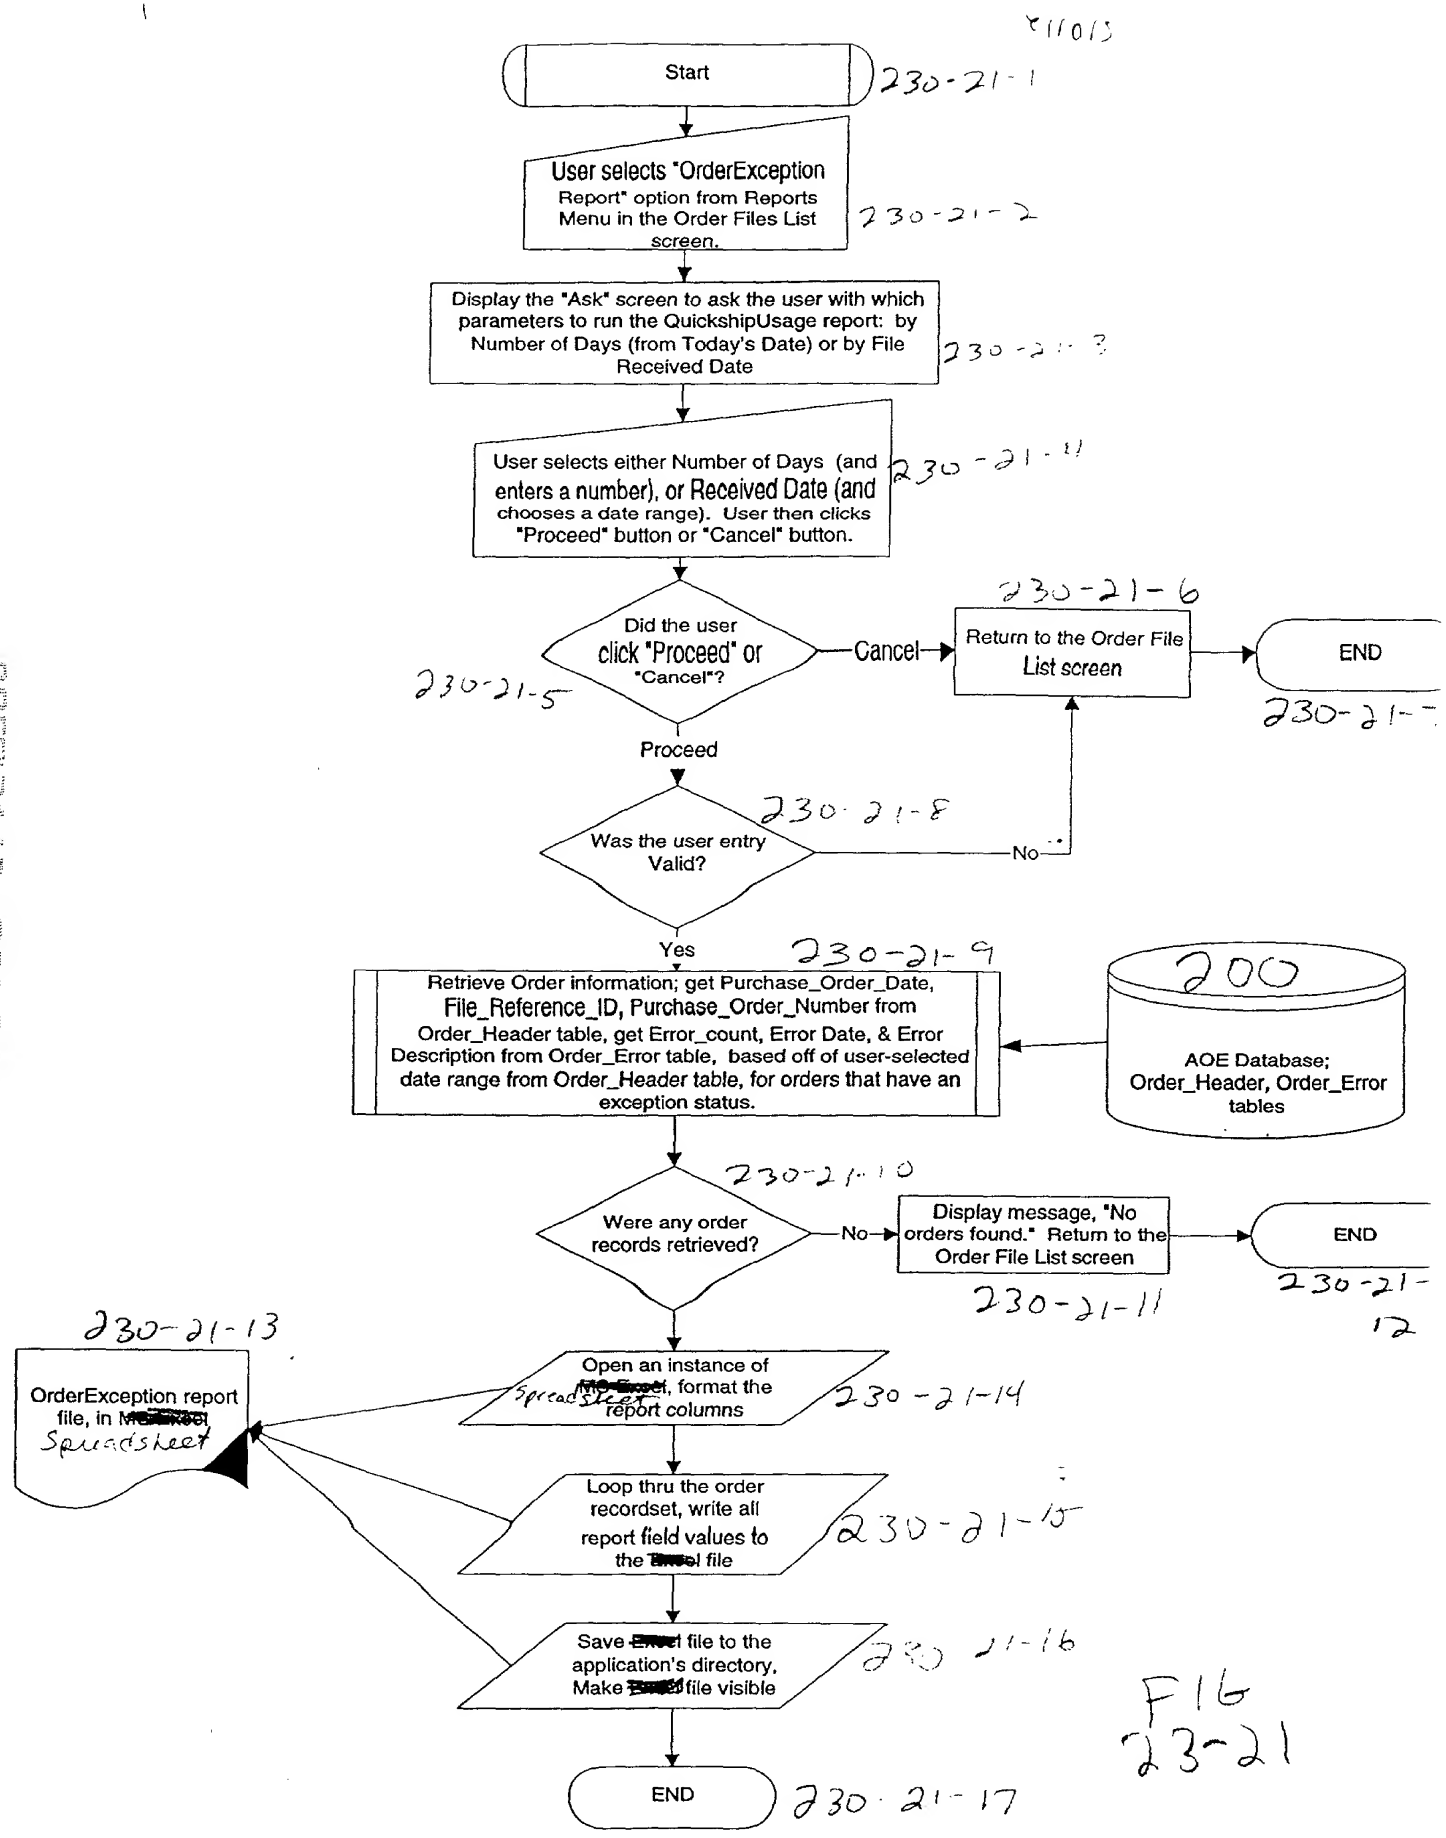 Start
230-21-1
User selects "OrderException
Report" option from Reports
Menu in the Order Files List
screen.
230-21-2
Display the "Ask" screen to ask the user with which
parameters to run the QuickshipUsage report: by
Number of Days (from Today's Date) or by File
Received Date
230-21-3
User selects either Number of Days (and
enters a number), or Received Date (and
chooses a date range). User then clicks
"Proceed" button or "Cancel" button.
230-21-4
Did the user
click "Proceed" or
"Cancel"?
230-21-5
Cancel
230-21-6
Return to the Order File
List screen
END
230-21-
Proceed
230-21-8
Was the user entry
Valid?
No
Yes
230-21-9
Retrieve Order information; get Purchase_Order_Date,
File_Reference_ID, Purchase_Order_Number from
Order_Header table, get Error_count, Error Date, & Error
Description from Order_Error table, based off of user-selected
date range from Order_Header table, for orders that have an
exception status.
200
AOE Database;
Order_Header, Order_Error
tables
230-21-10
Were any order
records retrieved?
No
Display message, "No
orders found." Return to the
Order File List screen
230-21-11
END
230-21-
12
230-21-13
OrderException report
file, in
Spreadsheet
Open an instance of
Spreadsheet, format the
report columns
230-21-14
Loop thru the order
recordset, write all
report field values to
the file
230-21-15
Save file to the
application's directory,
Make file visible
230 21-16
END
230-21-17
FIG
23-21